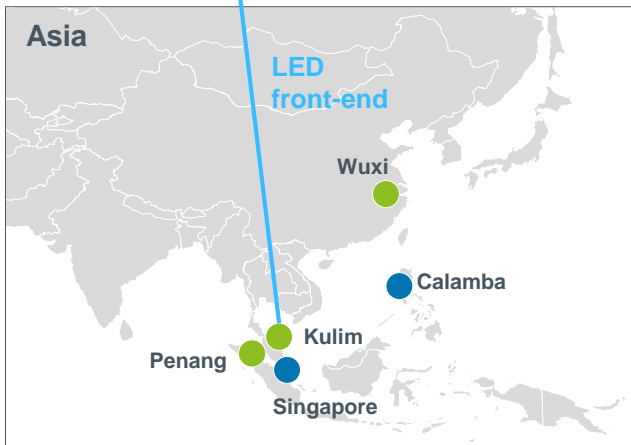 Asia
LED
front-end
Wuxi
Calamba
Kulim
Penang
Singapore